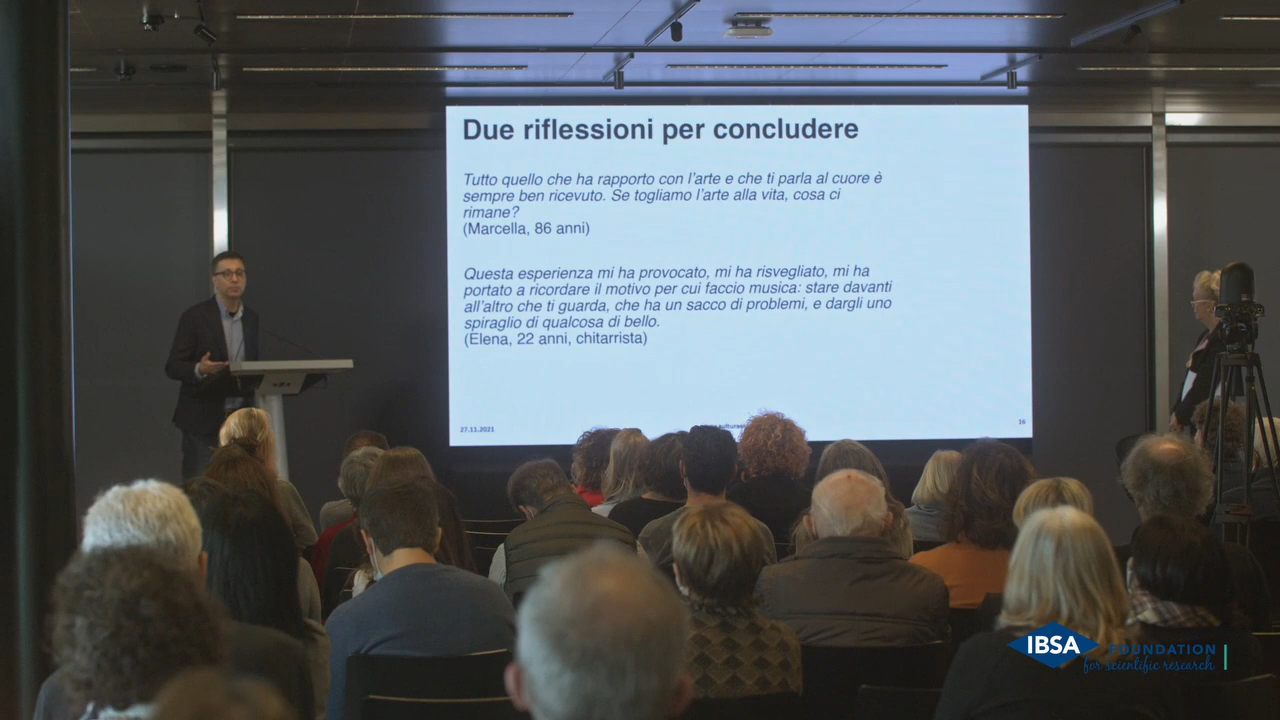 Due riflessioni per concludere
Tutto quello che ha rapporto con l'arte e che ti parla al cuore è
sempre ben ricevuto. Se togliamo l'arte alla vita, cosa ci
rimane?
(Marcella, 86 anni)
Questa esperienza mi ha provocato, mi ha risvegliato, mi ha
portato a ricordare il motivo per cui faccio musica: stare davanti
all'altro che ti guarda, che ha un sacco di problemi, e dargli uno
spiraglio di qualcosa di bello.
(Elena, 22 anni, chitarrista)
27.11.2021
16
IBSA FOUNDATION
for scientific research